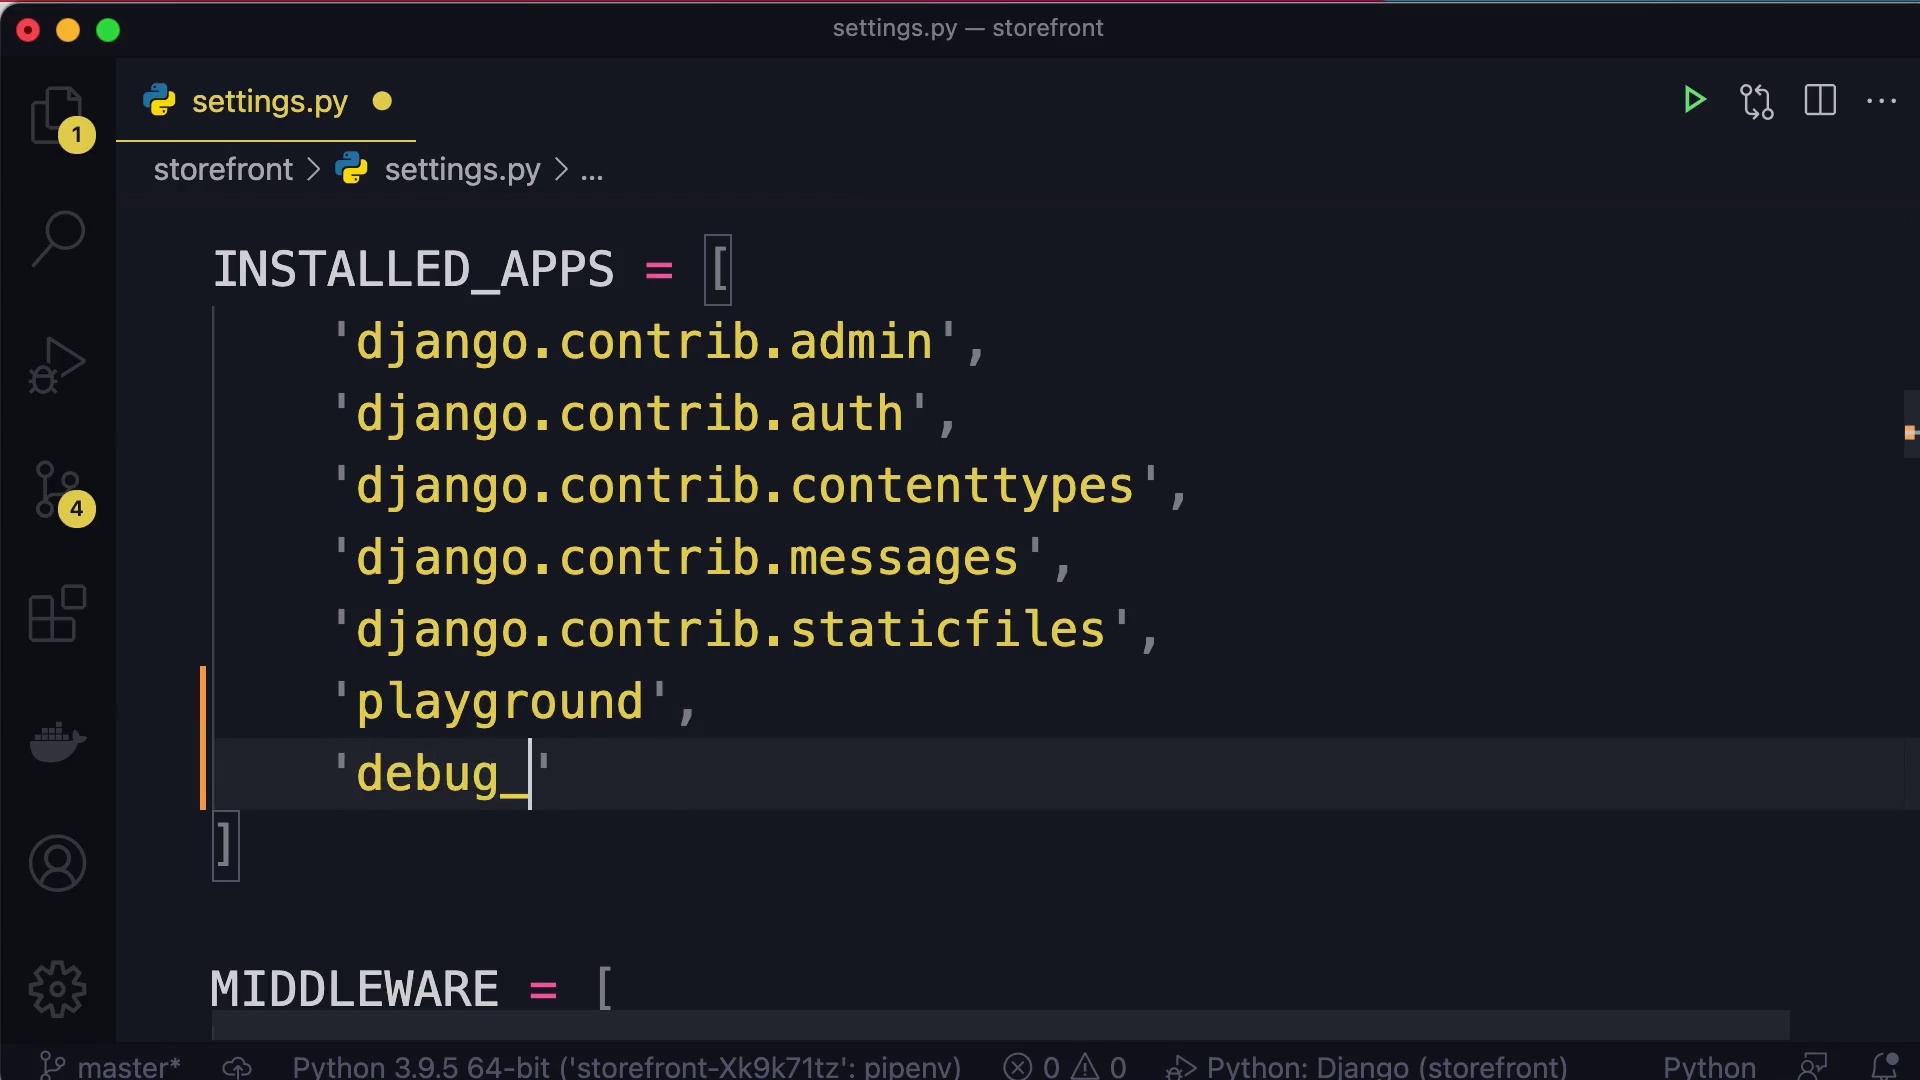 settings.py — storefront
settings.py
1
storefront > settings.py > ...
INSTALLED_APPS = [
'django.contrib.admin',
'django.contrib.auth',
'django.contrib.contenttypes',
'django.contrib.messages',
'django.contrib.staticfiles',
'playground',
'debug_'
]
MIDDLEWARE = [
4
master* Python 3.9.5 64-bit ('storefront-Xk9k71tz': pipenv) 0 0 Python: Django (storefront) Python